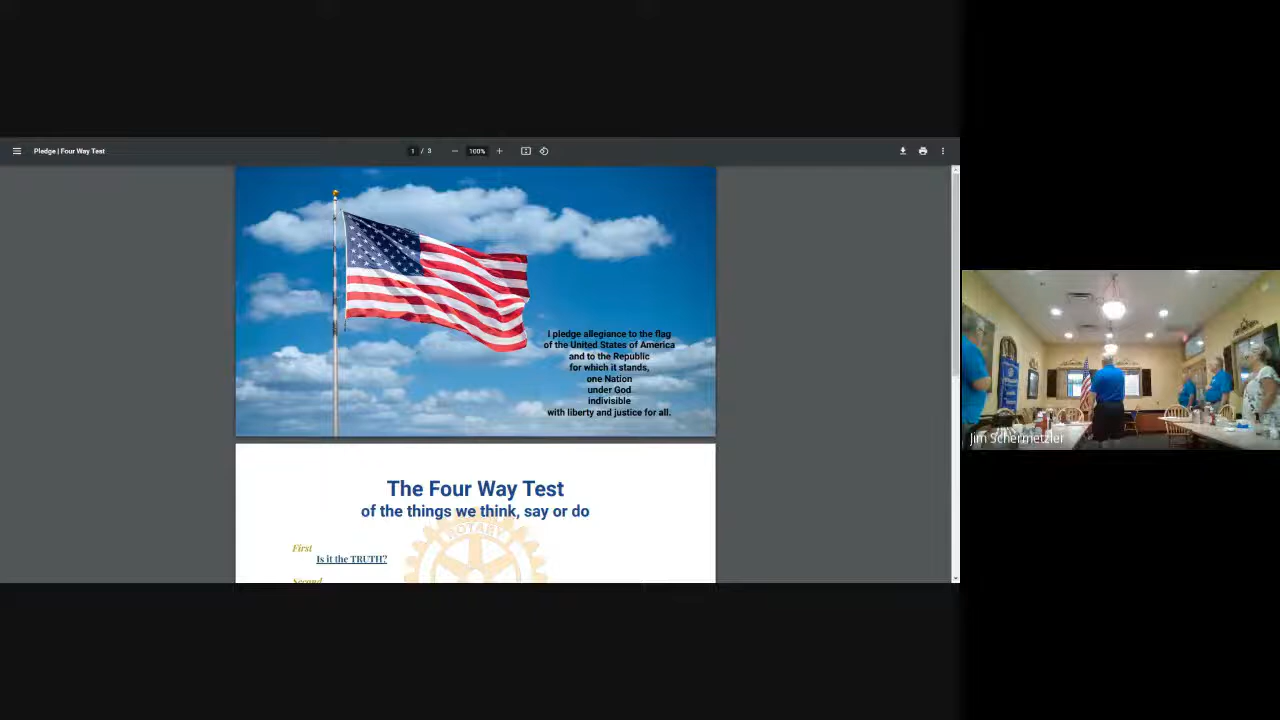 Pledge | Four Way Test
1 / 3
100%
I pledge allegiance to the flag
of the United States of America
and to the Republic
for which it stands,
one Nation
under God
indivisible
with liberty and justice for all.
The Four Way Test
of the things we think, say or do
ROTARY
First
Is it the TRUTH?
Second
Jim Schermetzler